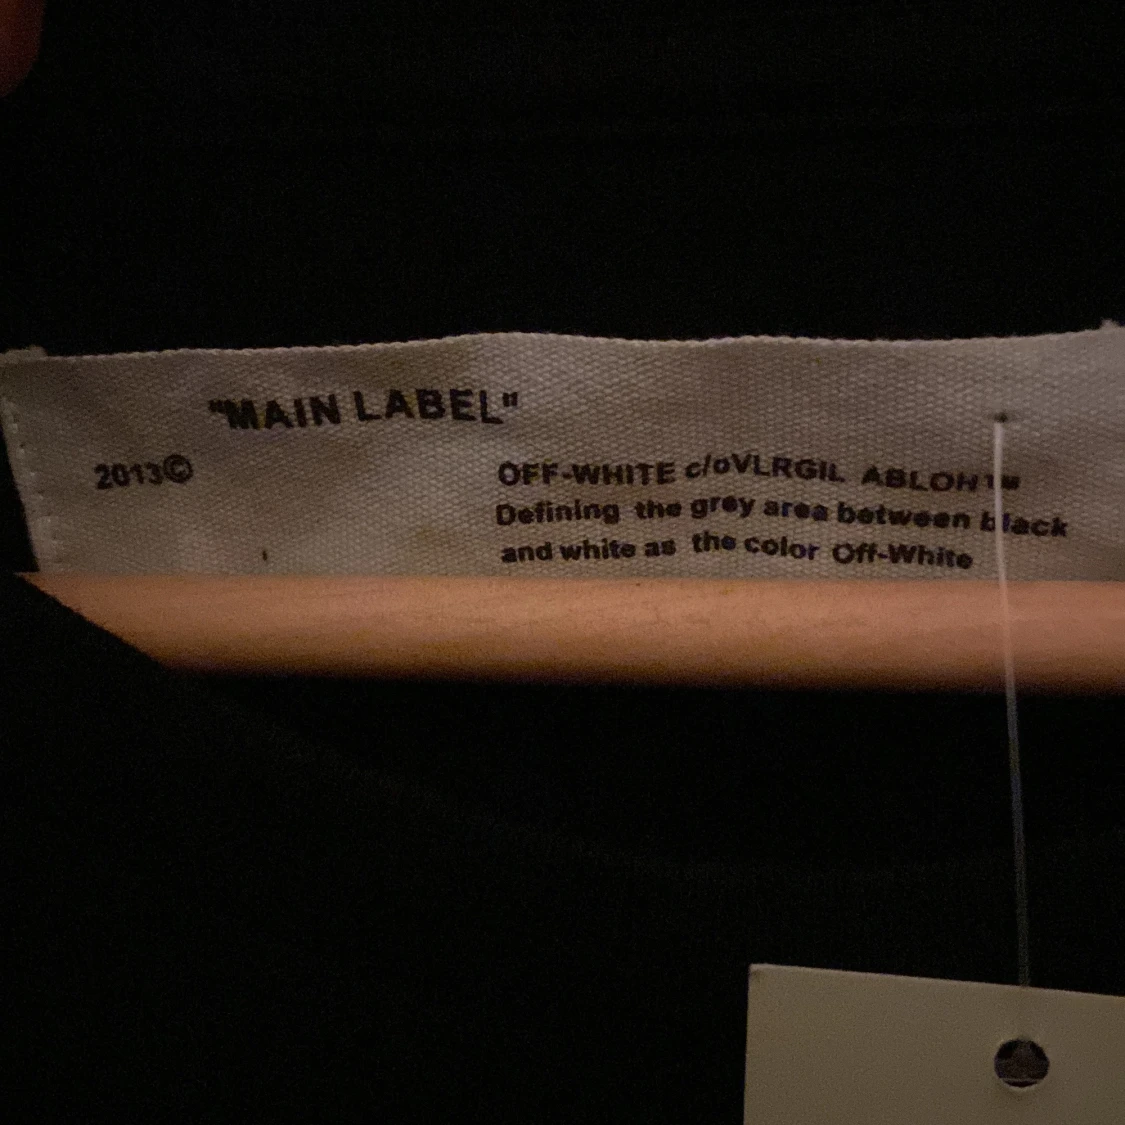 "MAIN LABEL"
2013©
OFF-WHITE c/oVLRGIL ABLOH™
Defining the grey area between black
and white as the color Off-White